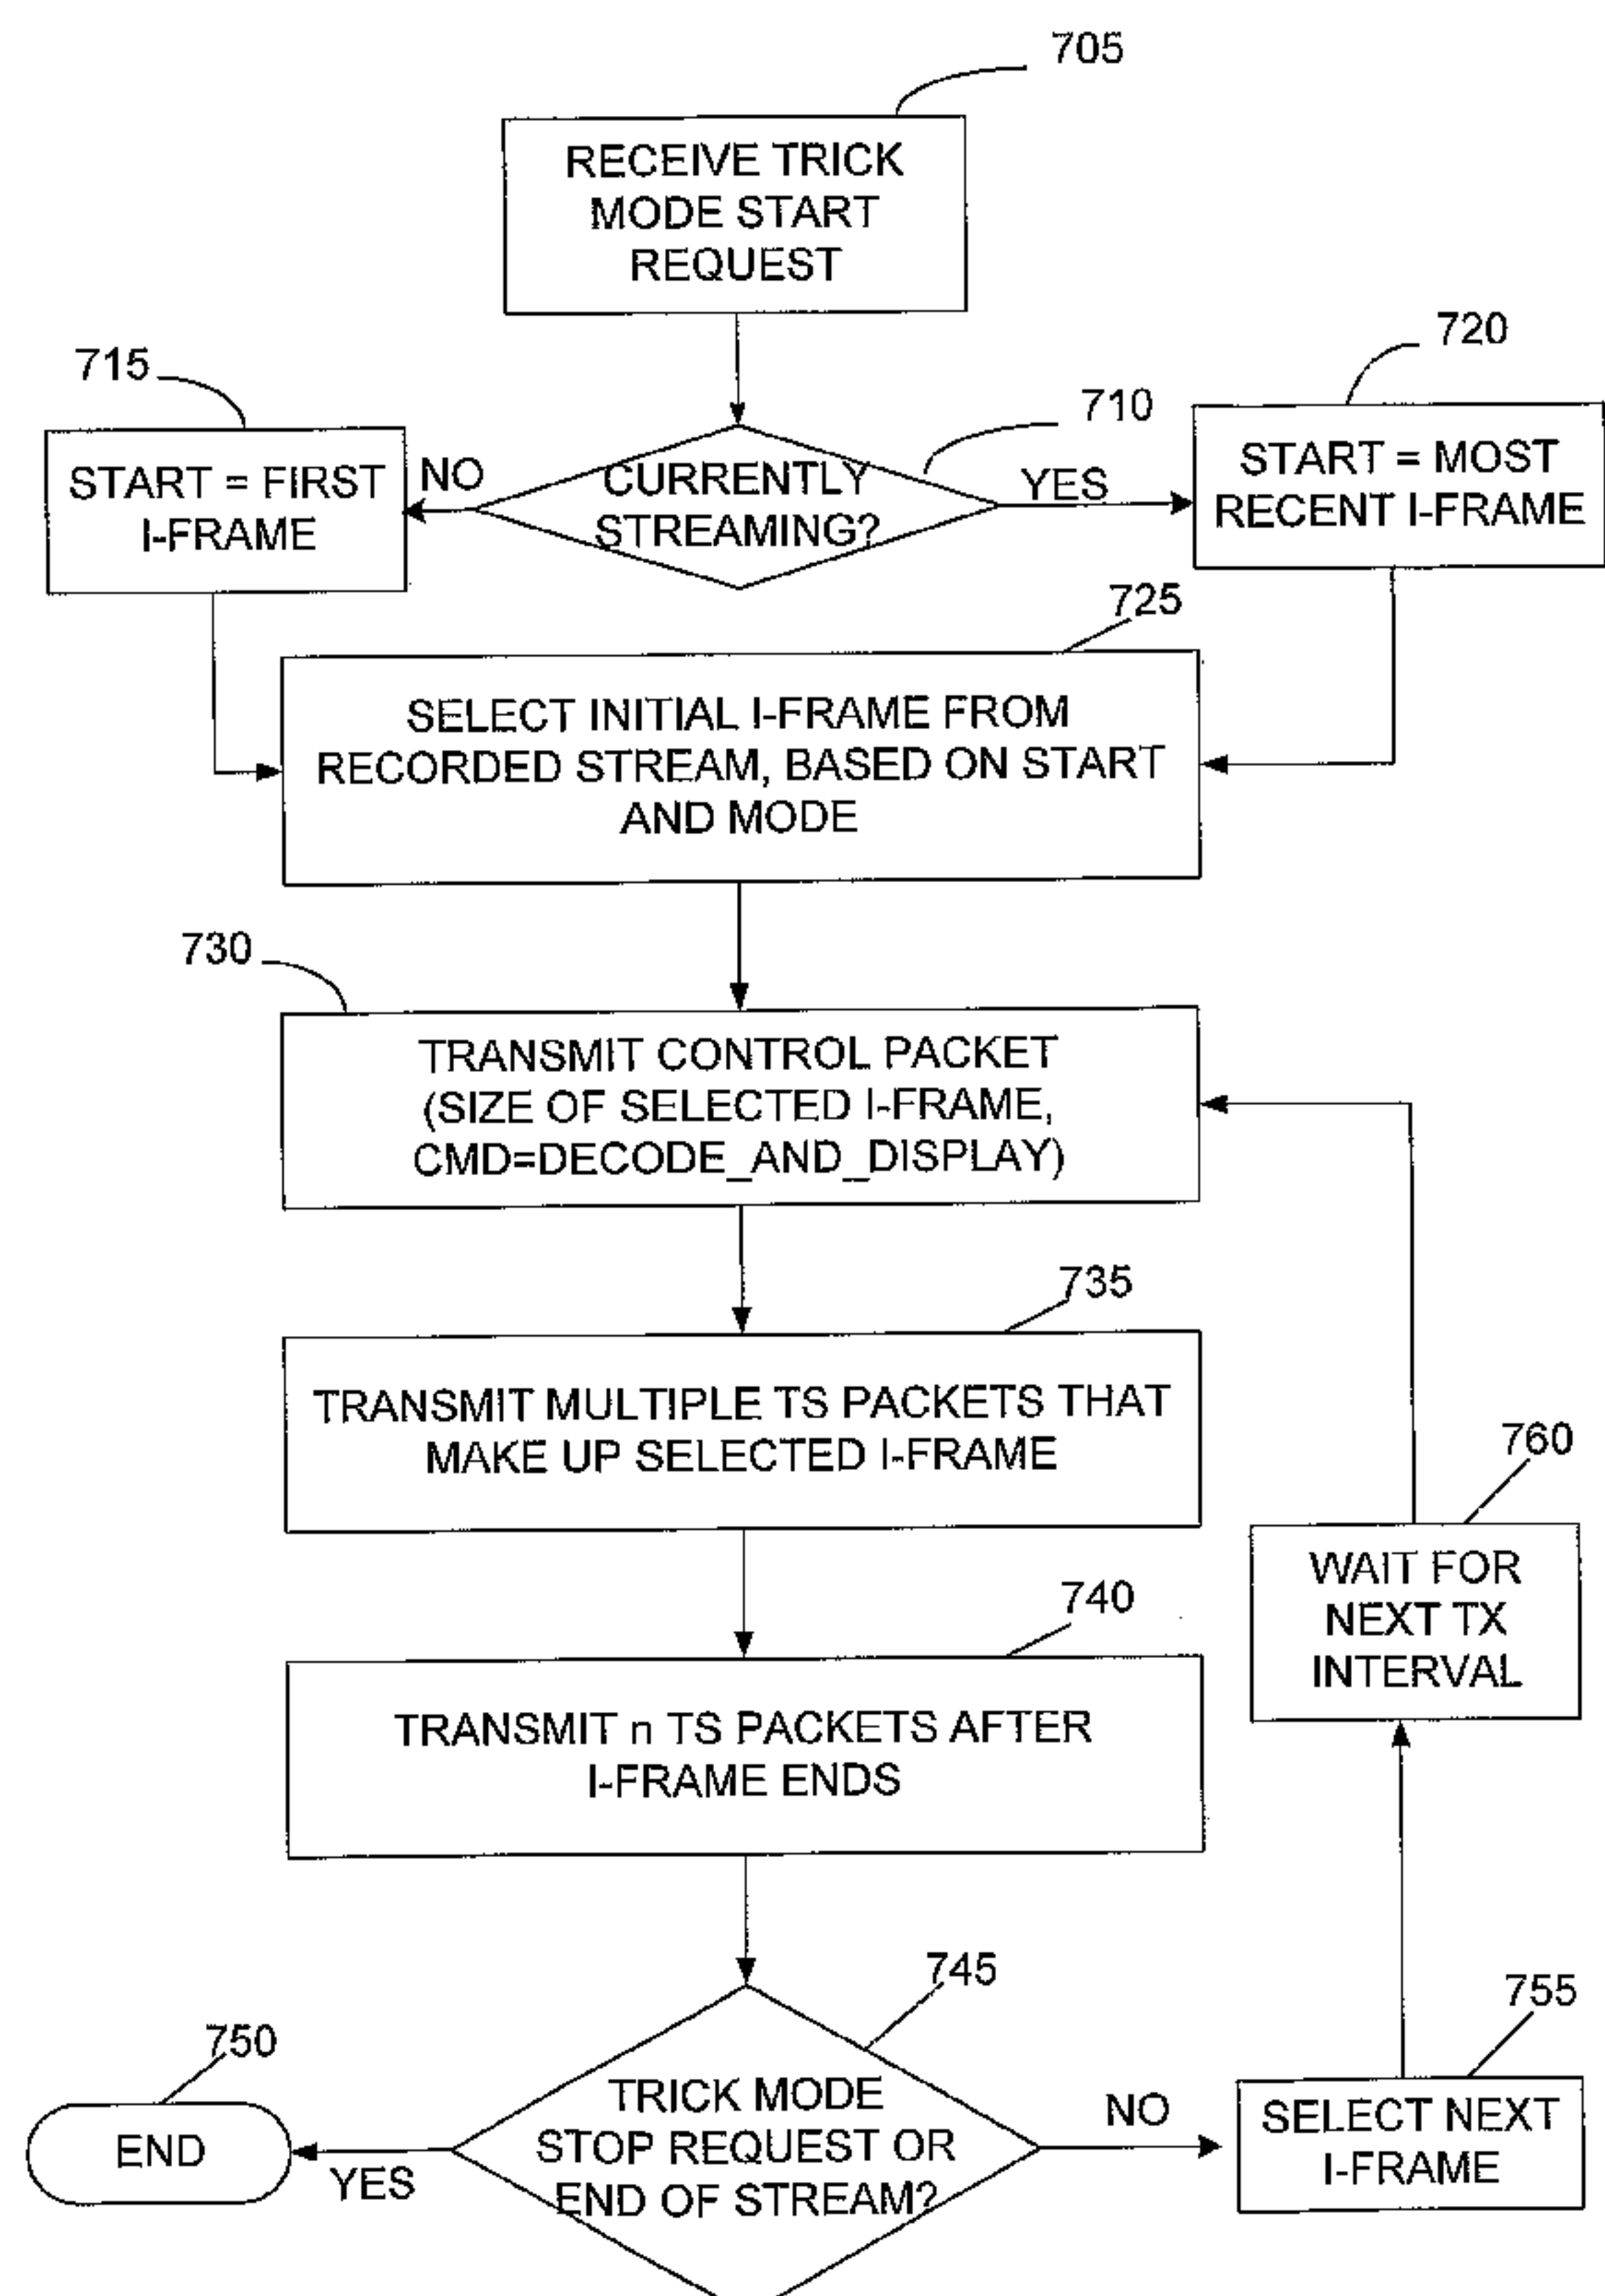 705
RECEIVE TRICK
MODE START
REQUEST
715
720
710
START = FIRST
I-FRAME
NO
CURRENTLY
STREAMING?
YES
START = MOST
RECENT I-FRAME
725
SELECT INITIAL I-FRAME FROM
RECORDED STREAM, BASED ON START
AND MODE
730
TRANSMIT CONTROL PACKET
(SIZE OF SELECTED I-FRAME,
CMD=DECODE_AND_DISPLAY)
735
TRANSMIT MULTIPLE TS PACKETS THAT
MAKE UP SELECTED I-FRAME
760
WAIT FOR
NEXT TX
INTERVAL
740
TRANSMIT n TS PACKETS AFTER
I-FRAME ENDS
745
755
750
END
YES
TRICK MODE
STOP REQUEST OR
END OF STREAM?
NO
SELECT NEXT
I-FRAME